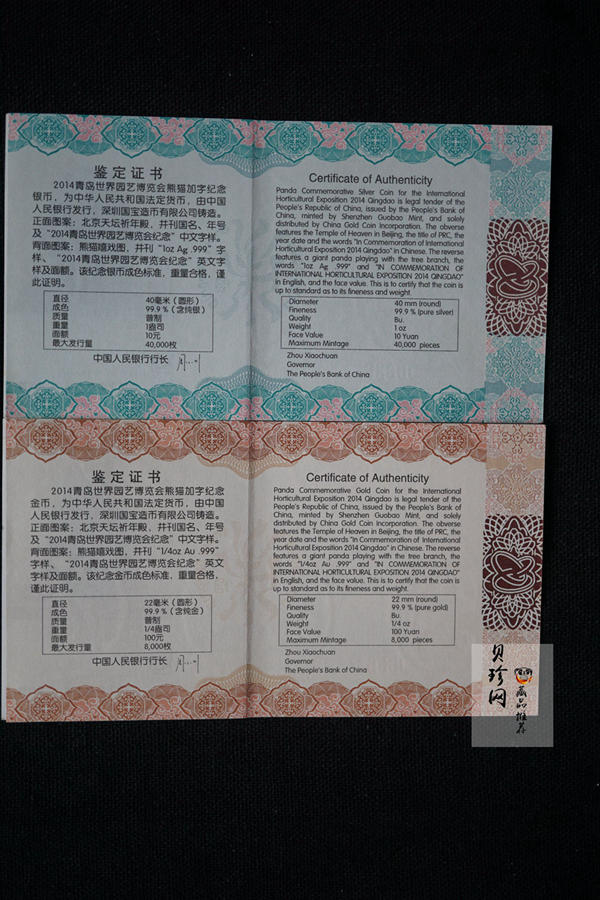 鉴定证书
2014青岛世界园艺博览会熊猫加字纪念
银币，为中华人民共和国法定货币，由中国
人民银行发行，深圳国宝造币有限公司铸造。
正面图案：北京天坛祈年殿，并刊国名、年号
及“2014青岛世界园艺博览会纪念”中文字样。
背面图案：熊猫嬉戏图，并刊“1oz Ag .999”字
样、“2014青岛世界园艺博览会纪念”英文字
样及面额。该纪念银币成色标准，重量合格，谨
此证明。
直径 40毫米（圆形）
成色 99.9%（含纯银）
质量 普制
重量 1盎司
面额 10元
最大发行量 40,000枚
中国人民银行行长
Certificate of Authenticity
Panda Commemorative Silver Coin for the International
Horticultural Exposition 2014 Qingdao is legal tender of the
People's Republic of China, issued by the People's Bank of
China, minted by Shenzhen Guobao Mint, and solely
distributed by China Gold Coin Incorporation. The obverse
features the Temple of Heaven in Beijing, the title of PRC, the
year date and the words "In Commemoration of International
Horticultural Exposition 2014 Qingdao" in Chinese. The reverse
features a giant panda playing with the tree branch, the
words "1oz Ag .999" and "IN COMMEMORATION OF
INTERNATIONAL HORTICULTURAL EXPOSITION 2014 QINGDAO"
in English, and the face value. This is to certify that the coin is
up to standard as to its fineness and weight.
Diameter 40 mm (round)
Fineness 99.9 % (pure silver)
Quality Bu.
Weight 1 oz
Face Value 10 Yuan
Maximum Mintage 40,000 pieces
Zhou Xiaochuan
Governor
The People's Bank of China
鉴定证书
2014青岛世界园艺博览会熊猫加字纪念
金币，为中华人民共和国法定货币，由中国
人民银行发行，深圳国宝造币有限公司铸造。
正面图案：北京天坛祈年殿，并刊国名、年号
及“2014青岛世界园艺博览会纪念”中文字样。
背面图案：熊猫嬉戏图，并刊“1/4oz Au .999”
字样、“2014青岛世界园艺博览会纪念”英文
字样及面额。该纪念金币成色标准，重量合格，
谨此证明。
直径 22毫米（圆形）
成色 99.9%（含纯金）
质量 普制
重量 1/4盎司
面额 100元
最大发行量 8,000枚
中国人民银行行长
Certificate of Authenticity
Panda Commemorative Gold Coin for the International
Horticultural Exposition 2014 Qingdao is legal tender of the
People's Republic of China, issued by the People's Bank of
China, minted by Shenzhen Guobao Mint, and solely
distributed by China Gold Coin Incorporation. The obverse
features the Temple of Heaven in Beijing, the title of PRC, the
year date and the words "In Commemoration of International
Horticultural Exposition 2014 Qingdao" in Chinese. The reverse
features a giant panda playing with the tree branch, the
words "1/4oz Au .999" and "IN COMMEMORATION OF
INTERNATIONAL HORTICULTURAL EXPOSITION 2014 QINGDAO"
in English, and the face value. This is to certify that the coin is
up to standard as to its fineness and weight.
Diameter 22 mm (round)
Fineness 99.9 % (pure gold)
Quality Bu.
Weight 1/4 oz
Face Value 100 Yuan
Maximum Mintage 8,000 pieces
Zhou Xiaochuan
Governor
The People's Bank of China
贝珍网
藏品推荐